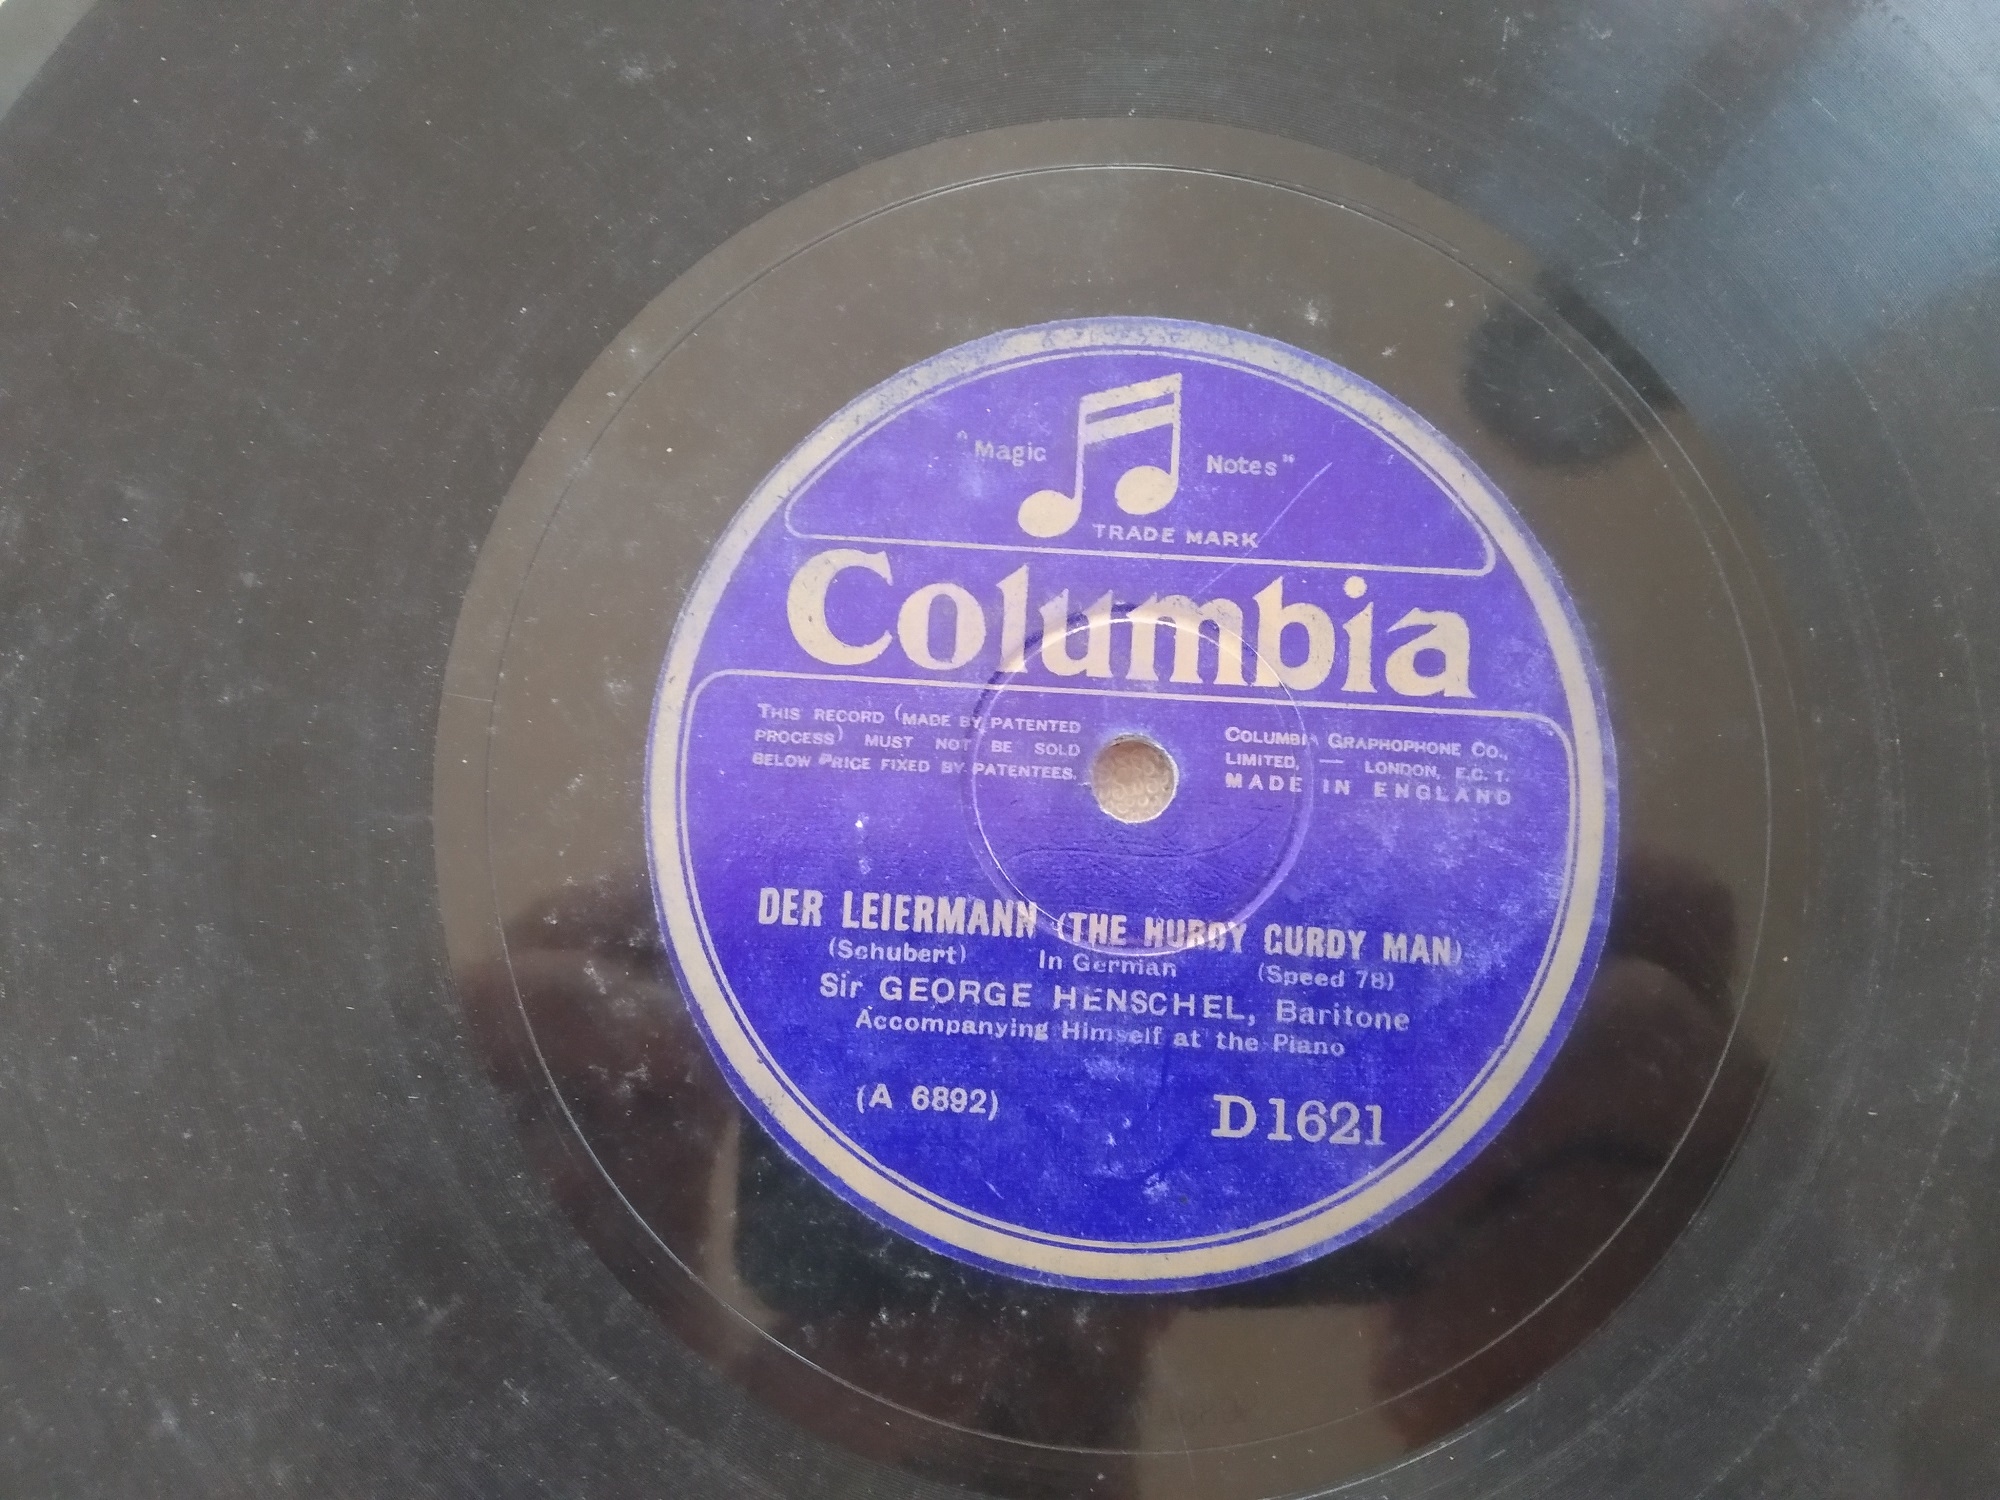 "Magic Notes"
TRADE MARK
Columbia
THIS RECORD (MADE BY PATENTED
PROCESS) MUST NOT BE SOLD
BELOW PRICE FIXED BY PATENTEES.
COLUMBIA GRAPHOPHONE CO.,
LIMITED, — LONDON, E.C. 1.
MADE IN ENGLAND
DER LEIERMANN (THE HURDY GURDY MAN)
(Schubert) In German (Speed 78)
Sir GEORGE HENSCHEL, Baritone
Accompanying Himself at the Piano
(A 6892) D1621